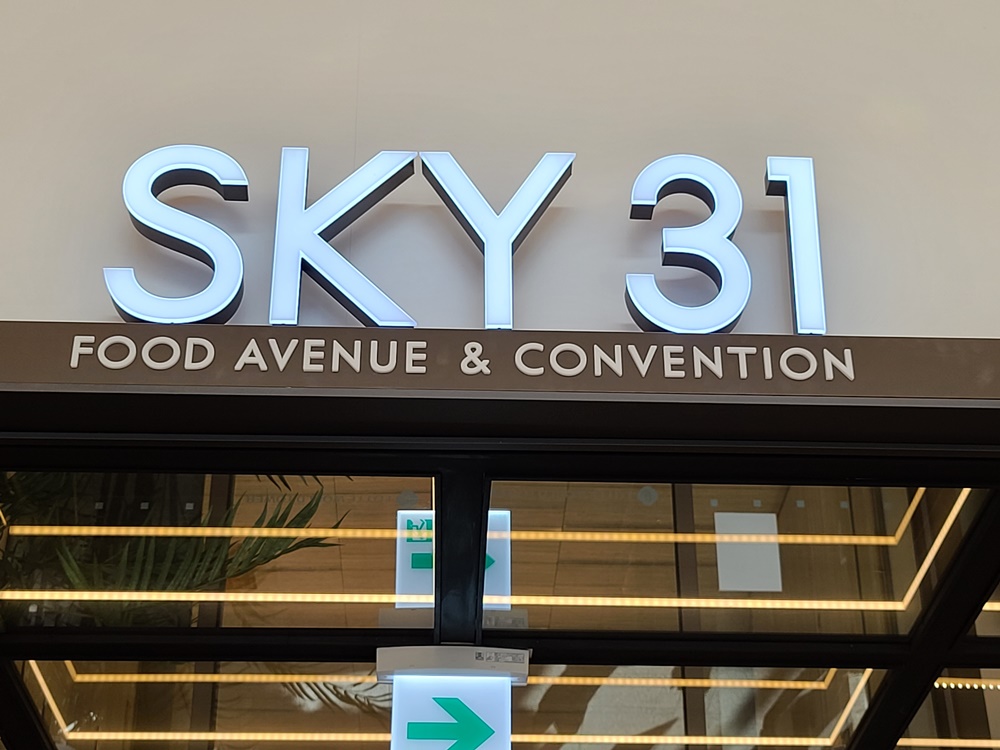 SKY 31
FOOD AVENUE & CONVENTION